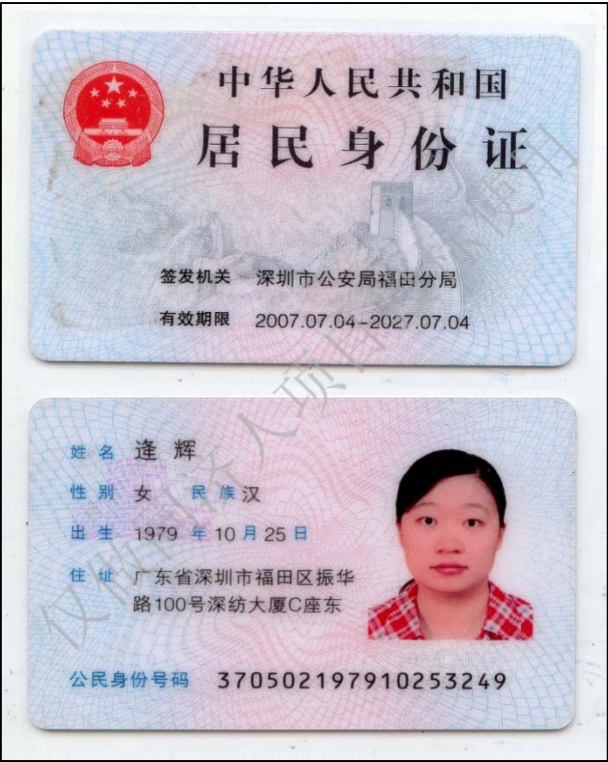 中华人民共和国
居民身份证
签发机关 深圳市公安局福田分局
有效期限 2007.07.04-2027.07.04
姓名 逢辉
性别 女 民族 汉
出生 1979 年 10 月 25 日
住址 广东省深圳市福田区振华
路100号深纺大厦C座东
公民身份号码 370502197910253249